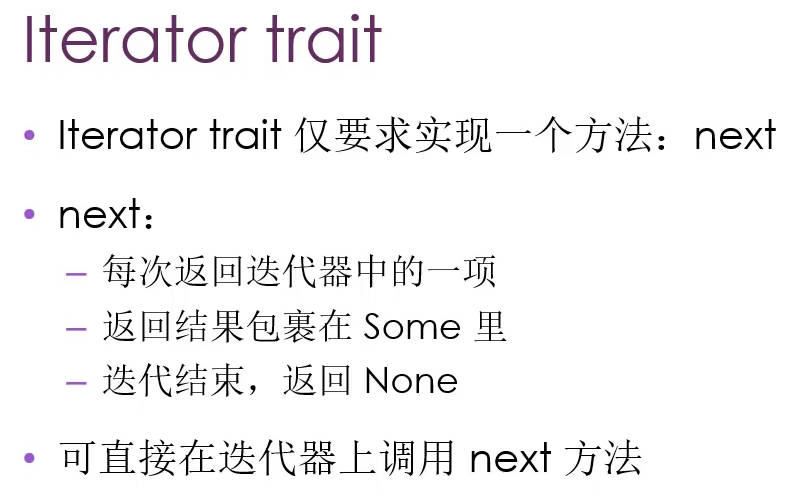 Iterator trait
• Iterator trait 仅要求实现一个方法：next
• next：
– 每次返回迭代器中的一项
– 返回结果包裹在 Some 里
– 迭代结束，返回 None
• 可直接在迭代器上调用 next 方法